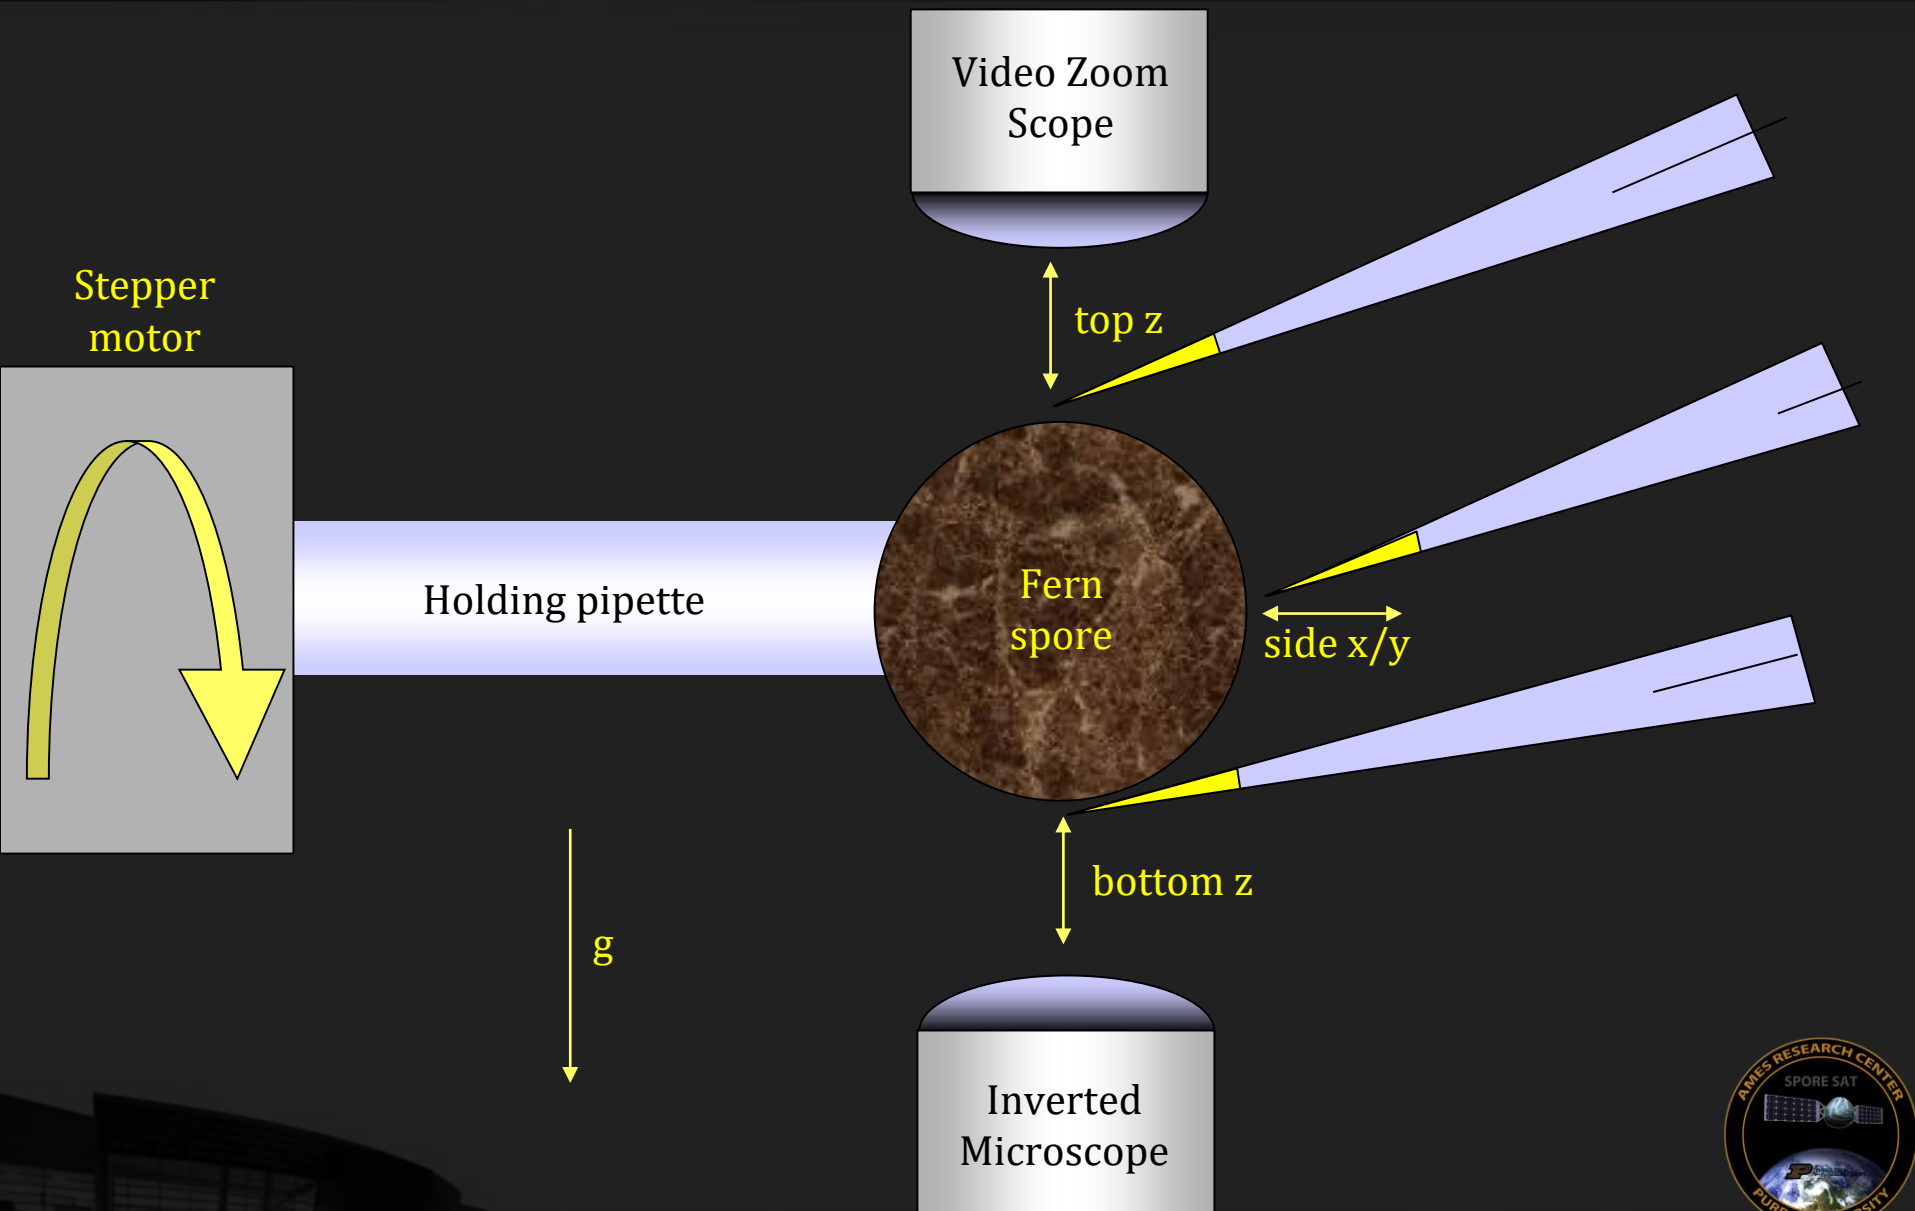 Video Zoom
Scope
Stepper
motor
top z
Holding pipette
Fern
spore
side x/y
bottom z
g
Inverted
Microscope
AMES RESEARCH CENTER
SPORE SAT